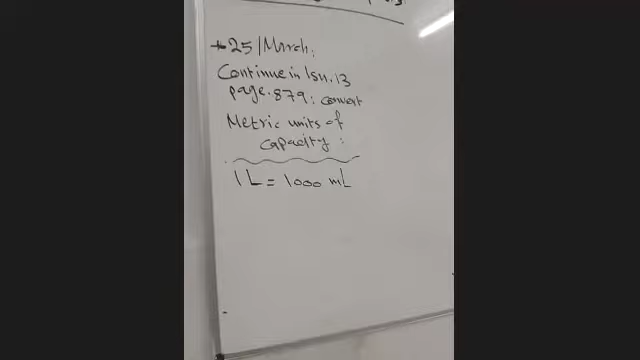 25/March:
Continue in lsn.13
page.879: convert
Metric units of
capacity:
1 L = 1000 mL